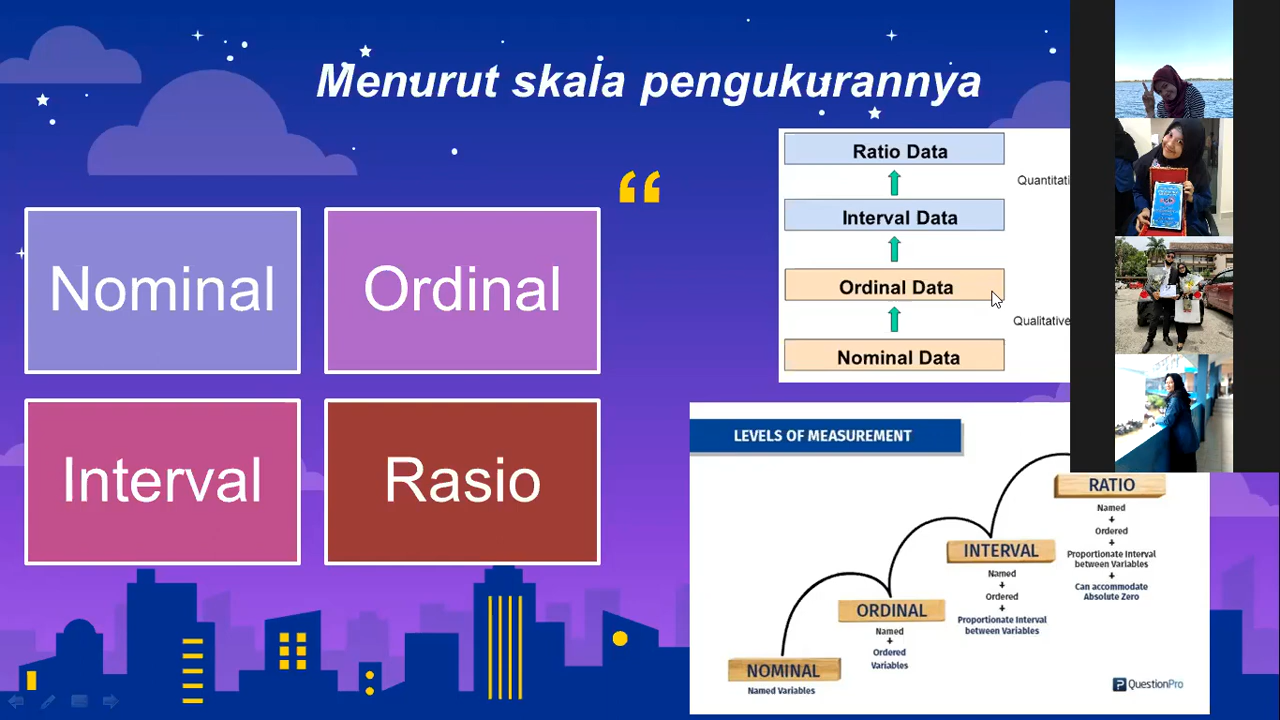 Menurut skala pengukurannya
“
Nominal
Ordinal
Interval
Rasio
Ratio Data
Quantitati
Interval Data
Ordinal Data
Qualitative
Nominal Data
LEVELS OF MEASUREMENT
RATIO
Named
+
Ordered
+
Proportionate Interval
between Variables
+
Can accommodate
Absolute Zero
INTERVAL
Named
+
Ordered
+
Proportionate Interval
between Variables
ORDINAL
Named
+
Ordered
Variables
NOMINAL
Named Variables
QuestionPro